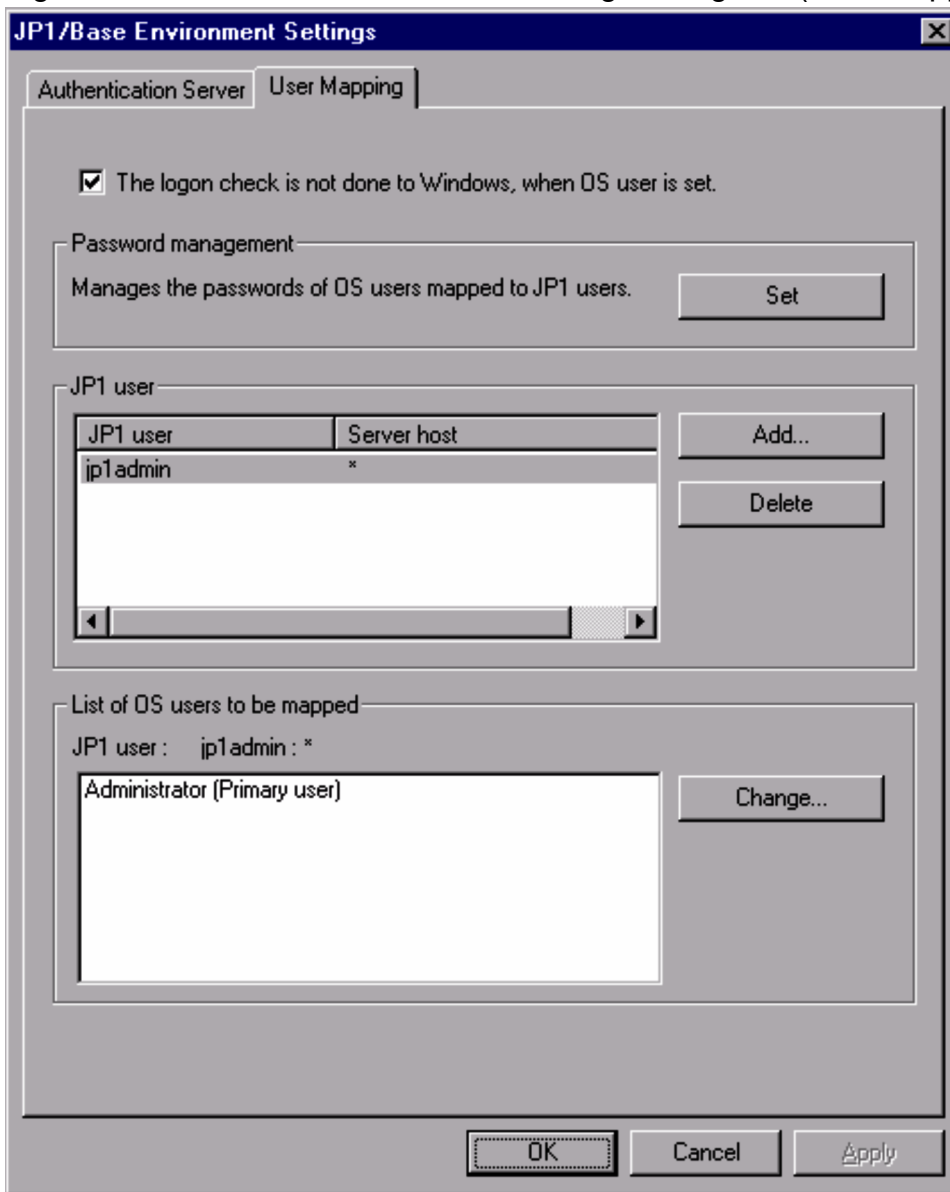 JP1/Base Environment Settings
Authentication Server User Mapping
The logon check is not done to Windows, when OS user is set.
Password management
Manages the passwords of OS users mapped to JP1 users. Set
JP1 user
JP1 user Server host Add...
jp1admin *
Delete
List of OS users to be mapped
JP1 user : jp1admin : *
Administrator (Primary user)
Change...
OK Cancel Apply